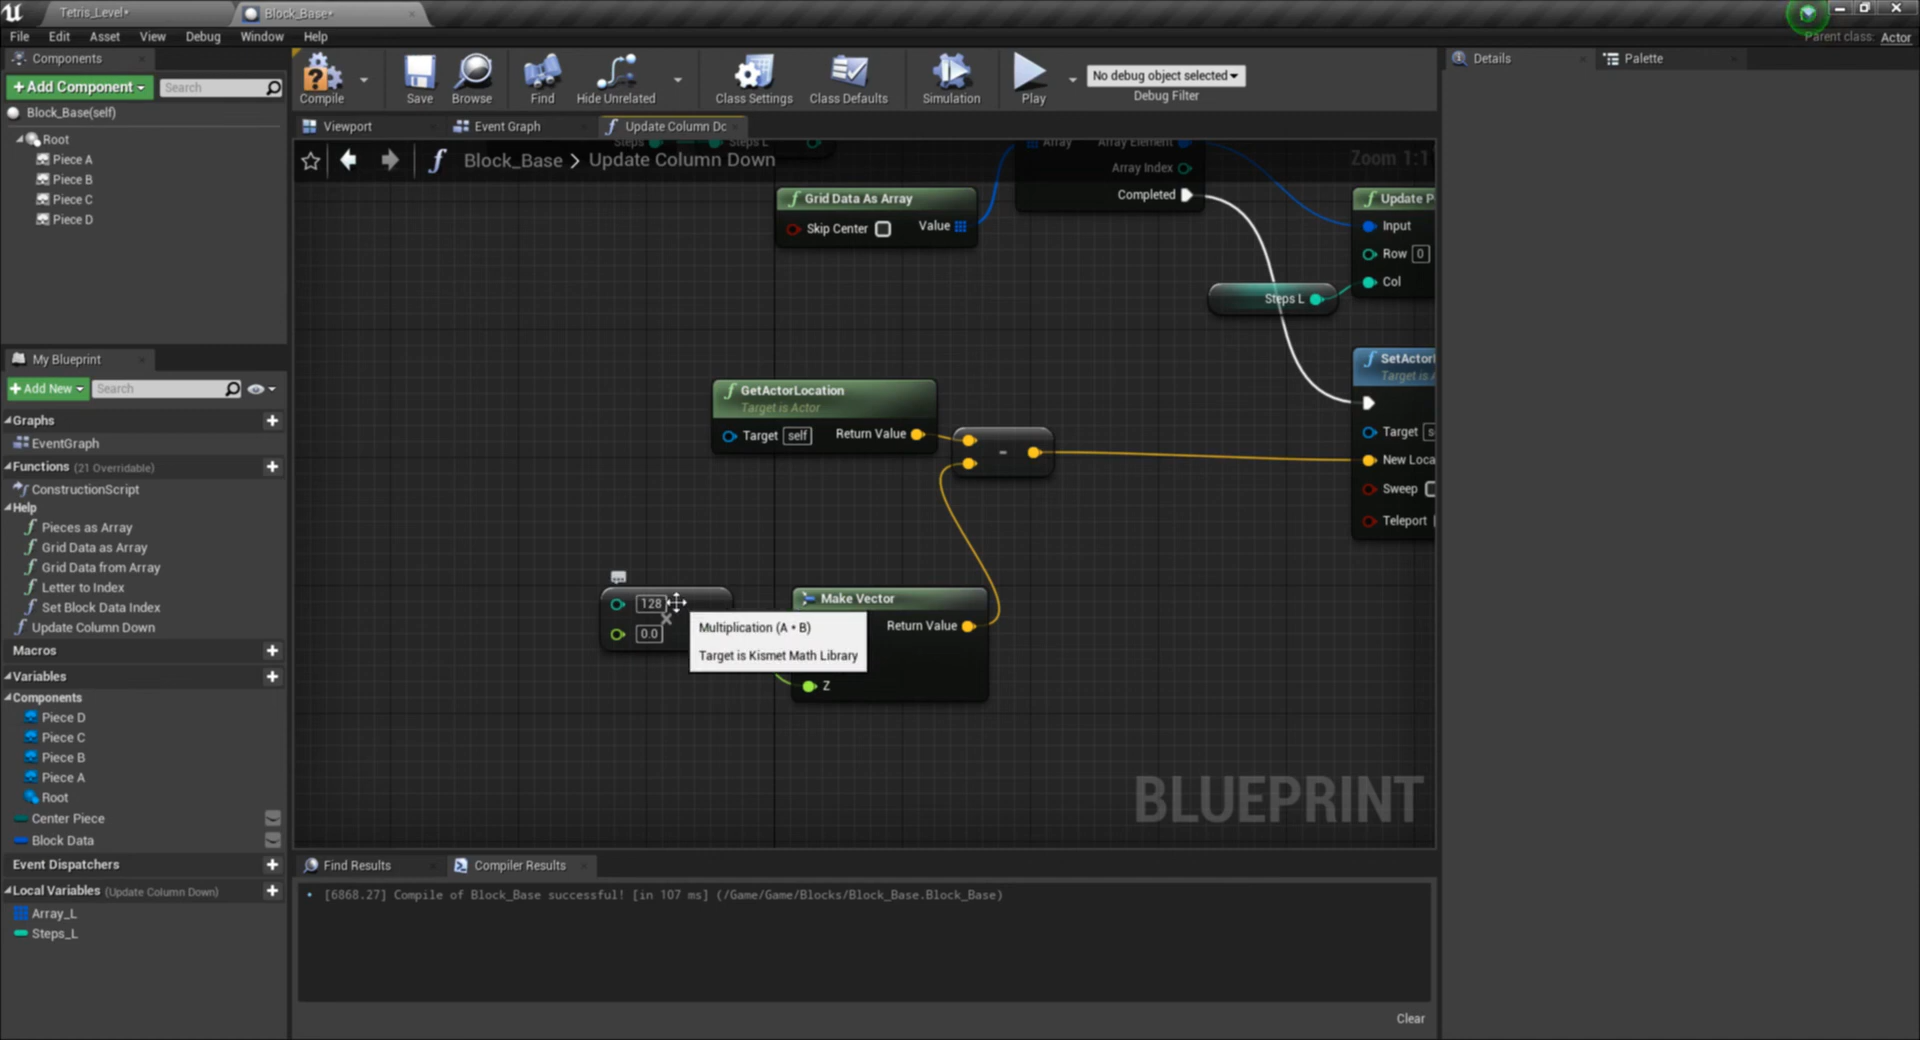 Tetris_Level*
Block_Base*
File Edit Asset View Debug Window Help
Parent class: Actor
Components
+Add Component
Search
Block_Base(self)
Root
Piece A
Piece B
Piece C
Piece D
My Blueprint
+Add New
Search
Graphs
EventGraph
Functions (21 Overridable)
ConstructionScript
Help
Pieces as Array
Grid Data as Array
Grid Data from Array
Letter to Index
Set Block Data Index
Update Column Down
Macros
Variables
Components
Piece D
Piece C
Piece B
Piece A
Root
Center Piece
Block Data
Event Dispatchers
Local Variables (Update Column Down)
Array_L
Steps_L
Compile
Save
Browse
Find
Hide Unrelated
Class Settings
Class Defaults
Simulation
Play
No debug object selected
Debug Filter
Viewport
Event Graph
Update Column Dc
Block_Base > Update Column Down
Zoom 1:1
Steps
Steps L
Array
Array Element
Array Index
Completed
Grid Data As Array
Skip Center
Value
Update P
Input
Row 0
Col
Steps L
GetActorLocation
Target is Actor
Target self
Return Value
-
SetActorl
Target is A
Target s
New Loca
Sweep
Teleport
128
0.0
Make Vector
Return Value
Z
Multiplication (A * B)
Target is Kismet Math Library
BLUEPRINT
Find Results
Compiler Results
[6868.27] Compile of Block_Base successful! [in 107 ms] (/Game/Game/Blocks/Block_Base.Block_Base)
Clear
Details
Palette